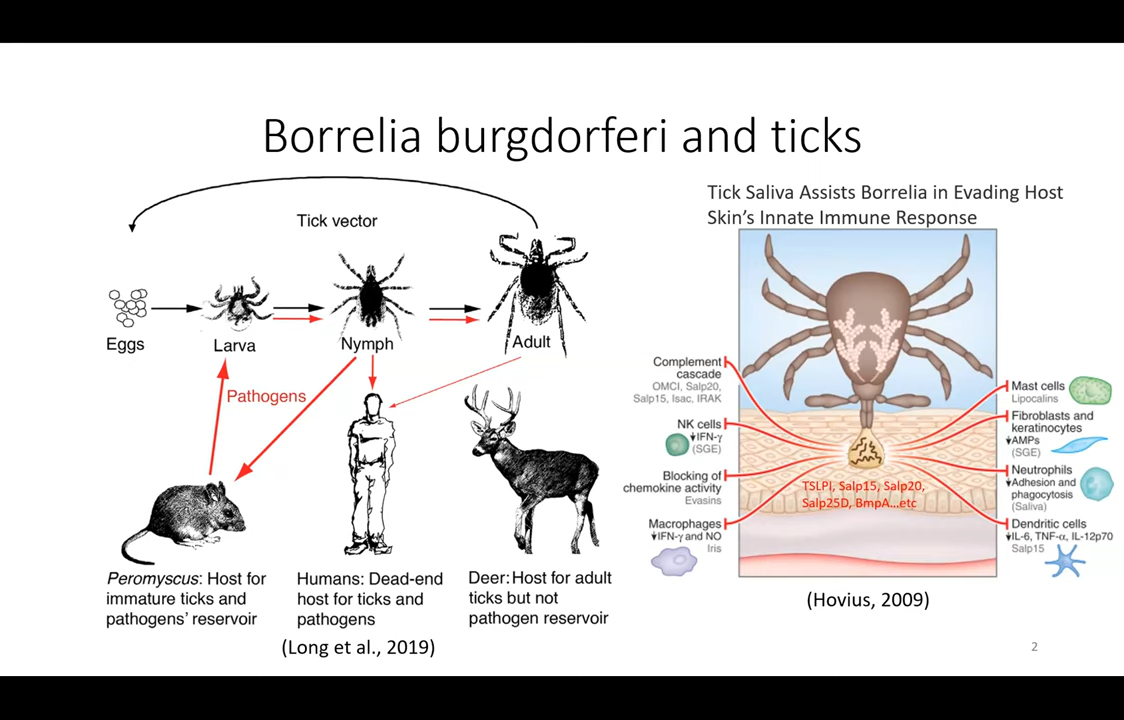 Borrelia burgdorferi and ticks
Tick vector
Eggs
Larva
Nymph
Adult
Pathogens
Peromyscus: Host for
immature ticks and
pathogens' reservoir
Humans: Dead-end
host for ticks and
pathogens
Deer: Host for adult
ticks but not
pathogen reservoir
(Long et al., 2019)
Tick Saliva Assists Borrelia in Evading Host
Skin's Innate Immune Response
Complement
cascade
OMCI, Salp20,
Salp15, Isac, IRAK
NK cells
↓IFN-γ
(SGE)
Blocking of
chemokine activity
Evasins
Macrophages
↓IFN-γ and NO
Iris
TSLPI, Salp15, Salp20,
Salp25D, BmpA...etc
Mast cells
Lipocalins
Fibroblasts and
keratinocytes
↓AMPs
(SGE)
Neutrophils
↓Adhesion and
phagocytosis
(Saliva)
Dendritic cells
↓IL-6, TNF-α, IL-12p70
Salp15
(Hovius, 2009)
2